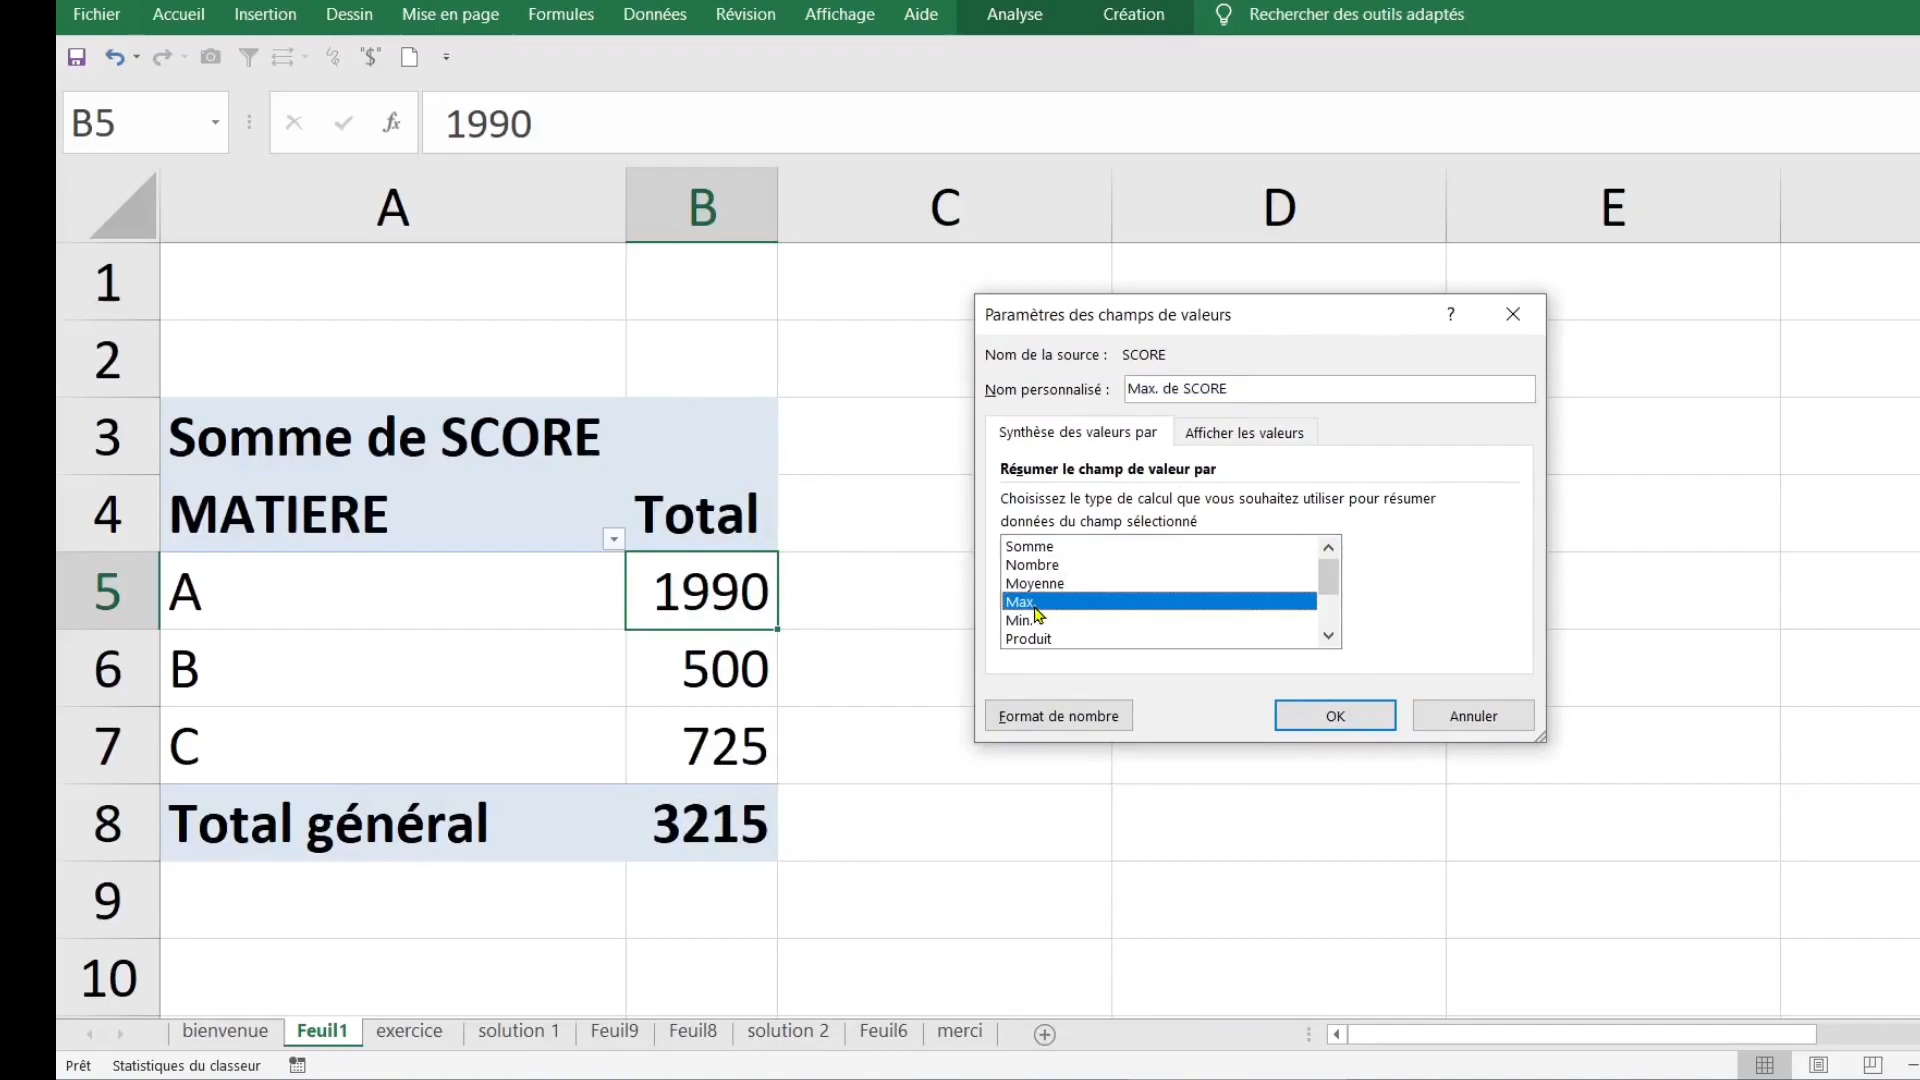 Fichier Accueil Insertion Dessin Mise en page Formules Données Révision Affichage Aide Analyse Création Rechercher des outils adaptés
"$"
B5 fx 1990
A B C D E
1
2
3 Somme de SCORE
4 MATIERE Total
5 A 1990
6 B 500
7 C 725
8 Total général 3215
9
10
Paramètres des champs de valeurs ?
Nom de la source : SCORE
Nom personnalisé : Max. de SCORE
Synthèse des valeurs par Afficher les valeurs
Résumer le champ de valeur par
Choisissez le type de calcul que vous souhaitez utiliser pour résumer
données du champ sélectionné
Somme
Nombre
Moyenne
Max.
Min.
Produit
Format de nombre OK Annuler
bienvenue Feuil1 exercice solution 1 Feuil9 Feuil8 solution 2 Feuil6 merci
Prêt Statistiques du classeur